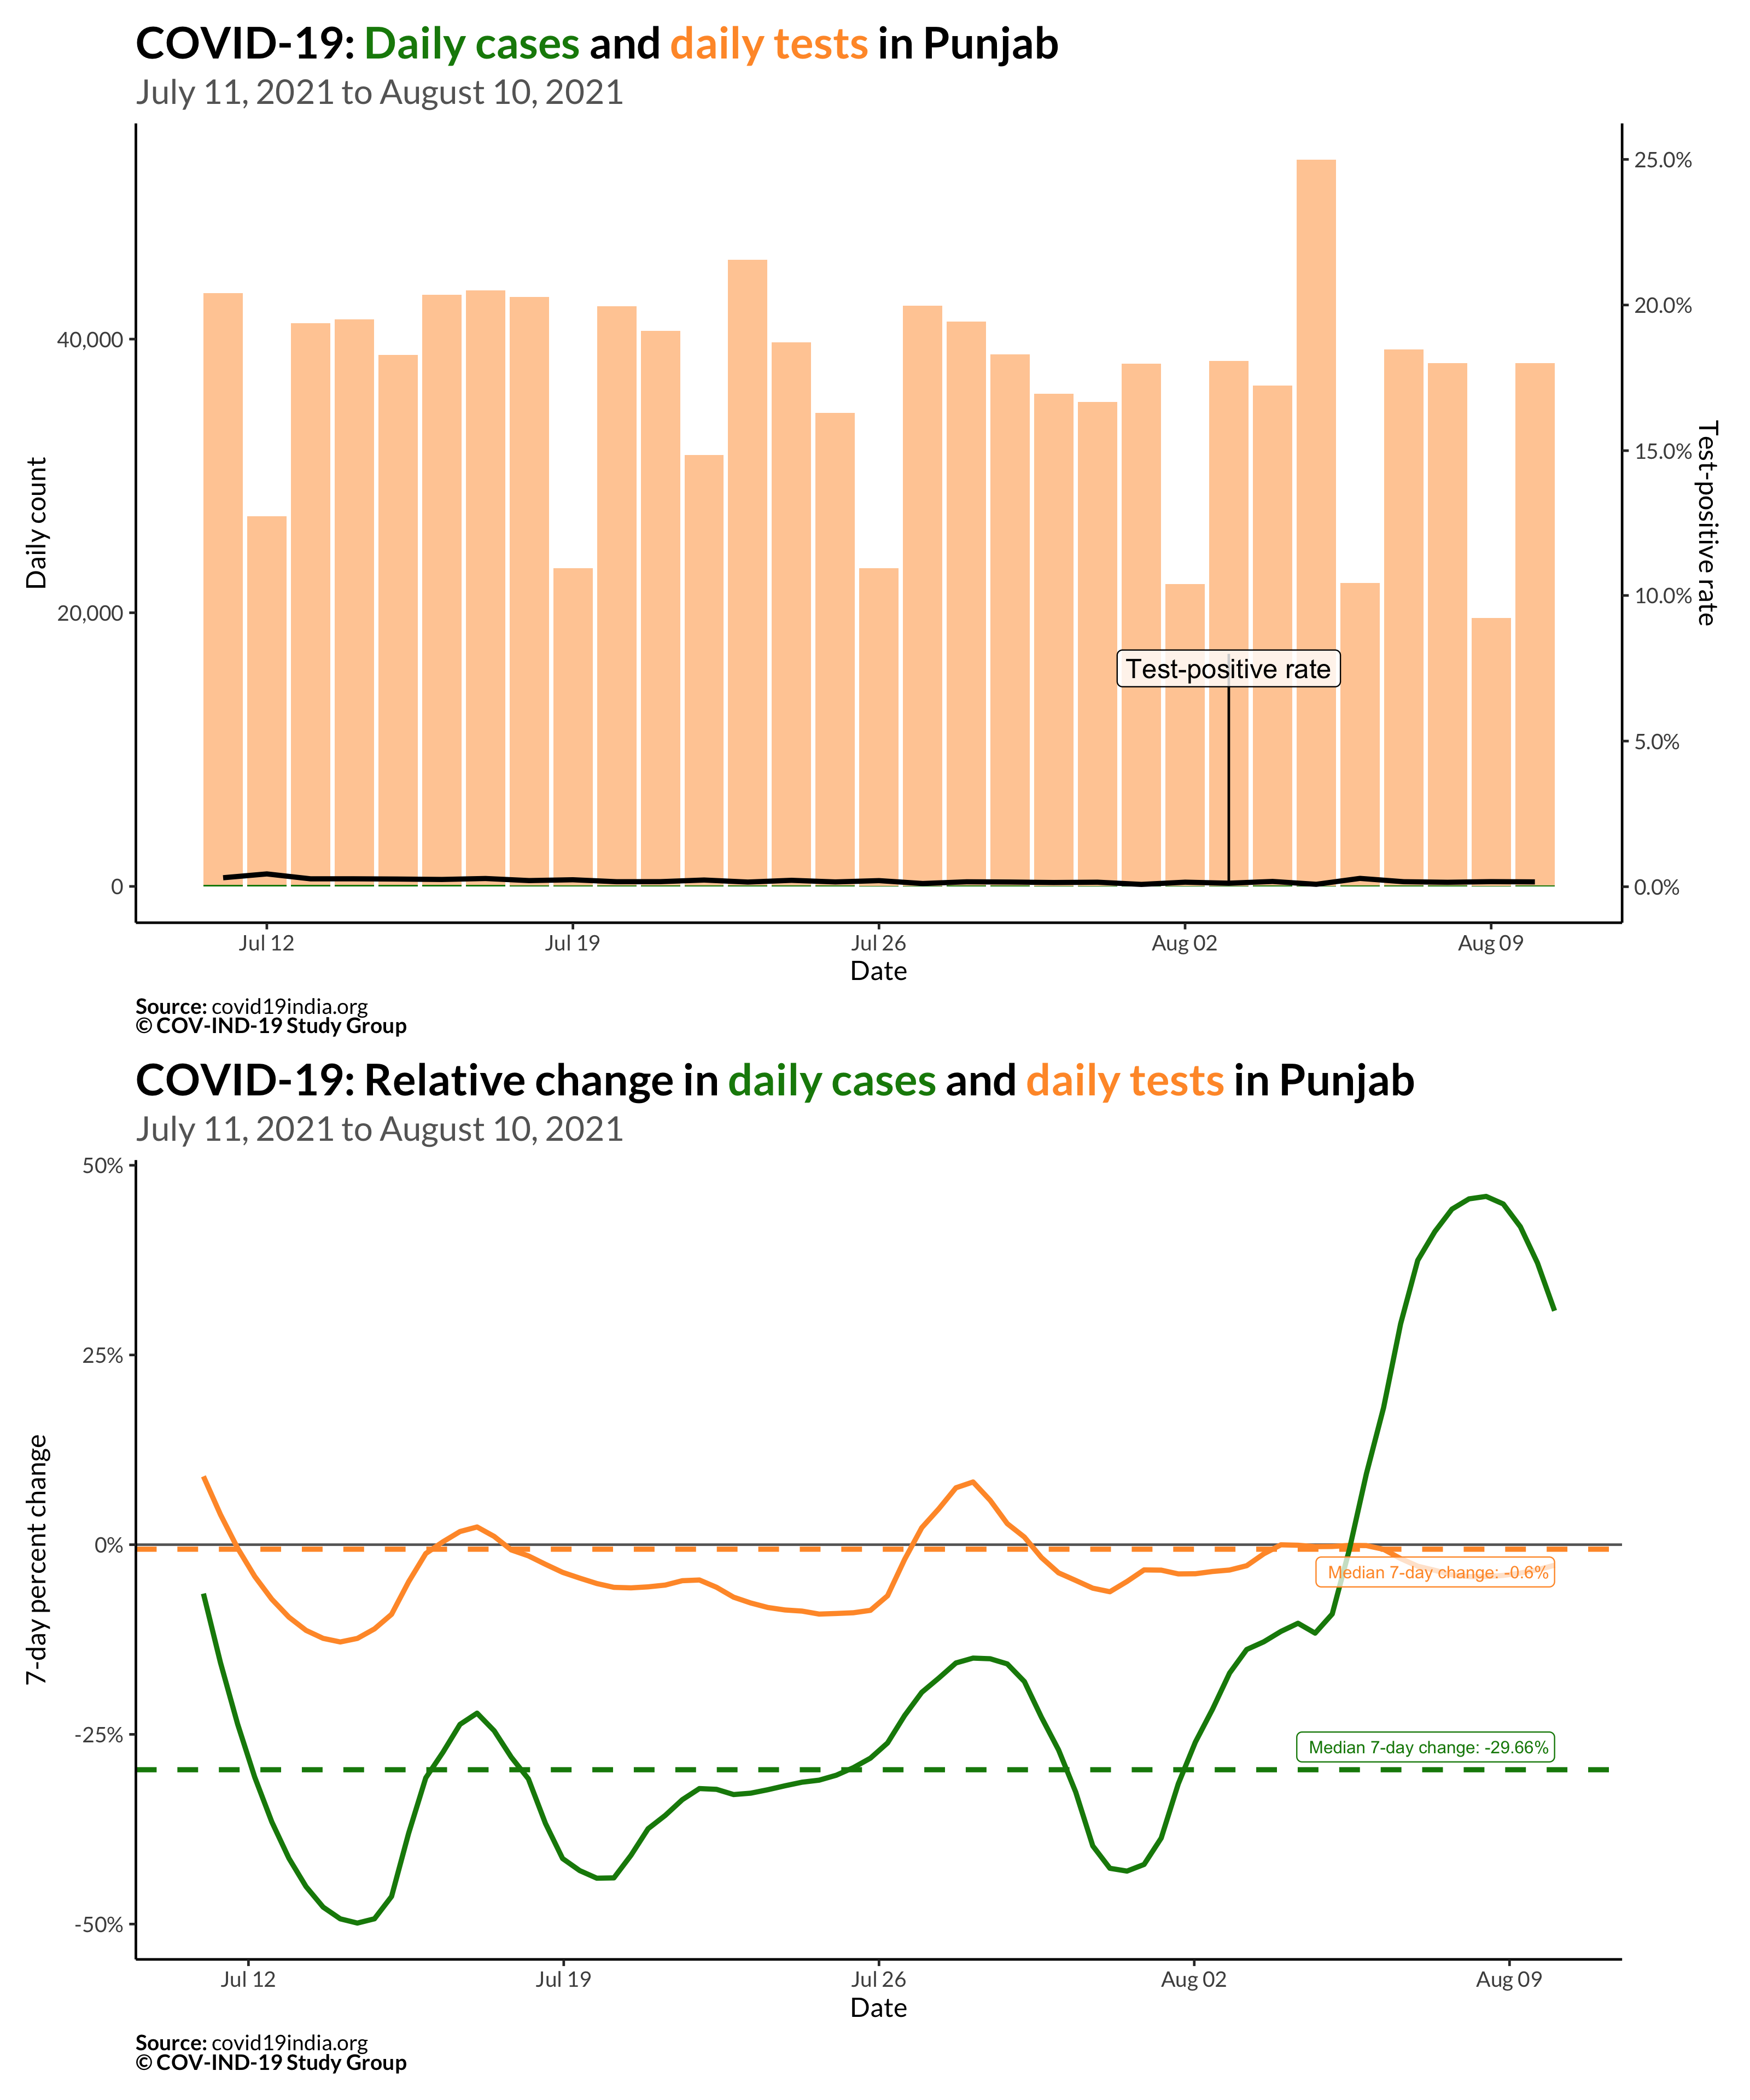 COVID-19: Daily cases and daily tests in Punjab
July 11, 2021 to August 10, 2021
Daily count
40,000
20,000
0
25.0%
20.0%
15.0%
10.0%
5.0%
0.0%
Test-positive rate
Test-positive rate
Jul 12
Jul 19
Jul 26
Aug 02
Aug 09
Date
Source: covid19india.org
© COV-IND-19 Study Group
COVID-19: Relative change in daily cases and daily tests in Punjab
July 11, 2021 to August 10, 2021
7-day percent change
50%
25%
0%
-25%
-50%
Median 7-day change: -0.6%
Median 7-day change: -29.66%
Jul 12
Jul 19
Jul 26
Aug 02
Aug 09
Date
Source: covid19india.org
© COV-IND-19 Study Group